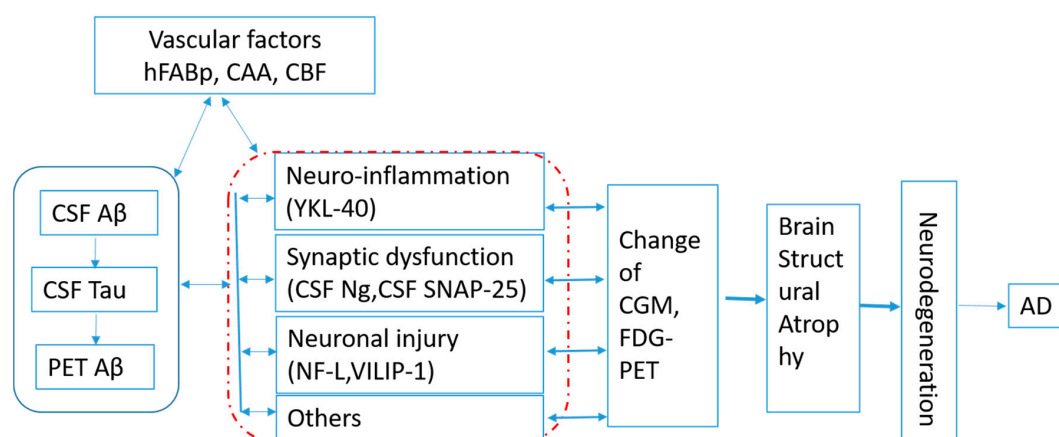 Vascular factors
hFABp, CAA, CBF
CSF Aβ
CSF Tau
PET Aβ
Neuro-inflammation
(YKL-40)
Synaptic dysfunction
(CSF Ng,CSF SNAP-25)
Neuronal injury
(NF-L,VILIP-1)
Others
Change
of
CGM,
FDG-
PET
Brain
Struct
ural
Atrop
hy
Neurodegeneration
AD